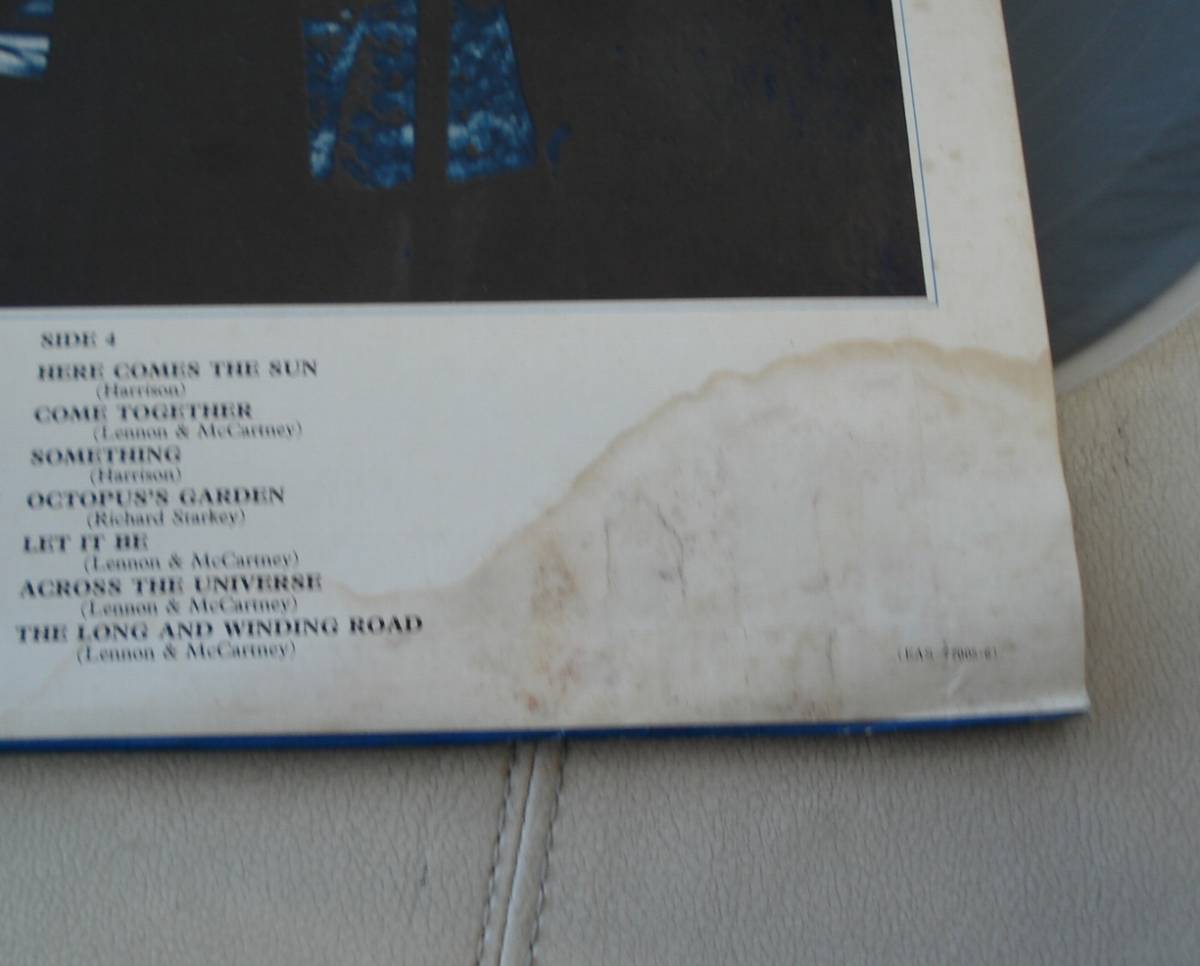 SIDE 4
HERE COMES THE SUN
(Harrison)
COME TOGETHER
(Lennon & McCartney)
SOMETHING
(Harrison)
OCTOPUS'S GARDEN
(Richard Starkey)
LET IT BE
(Lennon & McCartney)
ACROSS THE UNIVERSE
(Lennon & McCartney)
THE LONG AND WINDING ROAD
(Lennon & McCartney)